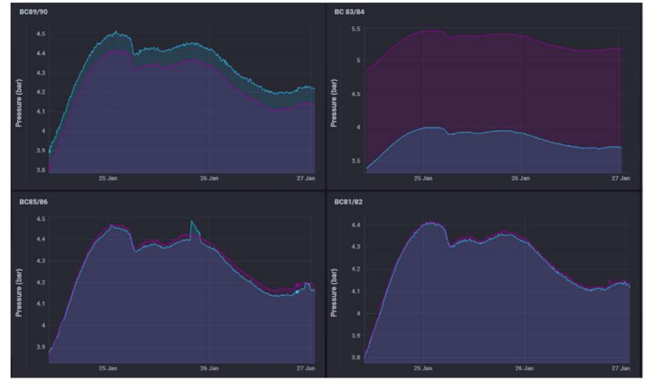 BC89/90
4.5
4.4
4.3
4.2
4.1
4
3.9
3.8
Pressure (bar)
25 Jan 26 Jan 27 Jan
BC 83/84
5.5
5
4.5
4
3.5
Pressure (bar)
25 Jan 26 Jan 27 Jan
BC85/86
4.5
4.4
4.3
4.2
4.1
4
3.9
Pressure (bar)
25 Jan 26 Jan 27 Jan
BC81/82
4.4
4.3
4.2
4.1
4
3.9
3.8
Pressure (bar)
25 Jan 26 Jan 27 Jan